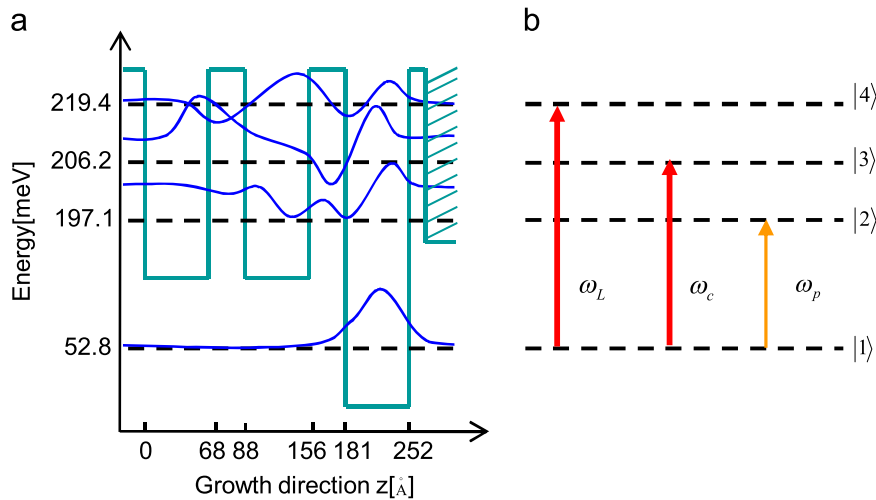 a
b
219.4
206.2
197.1
52.8
Energy[meV]
0 68 88 156 181 252
Growth direction z[Å]
|4⟩
|3⟩
|2⟩
|1⟩
ω_L ω_c ω_p